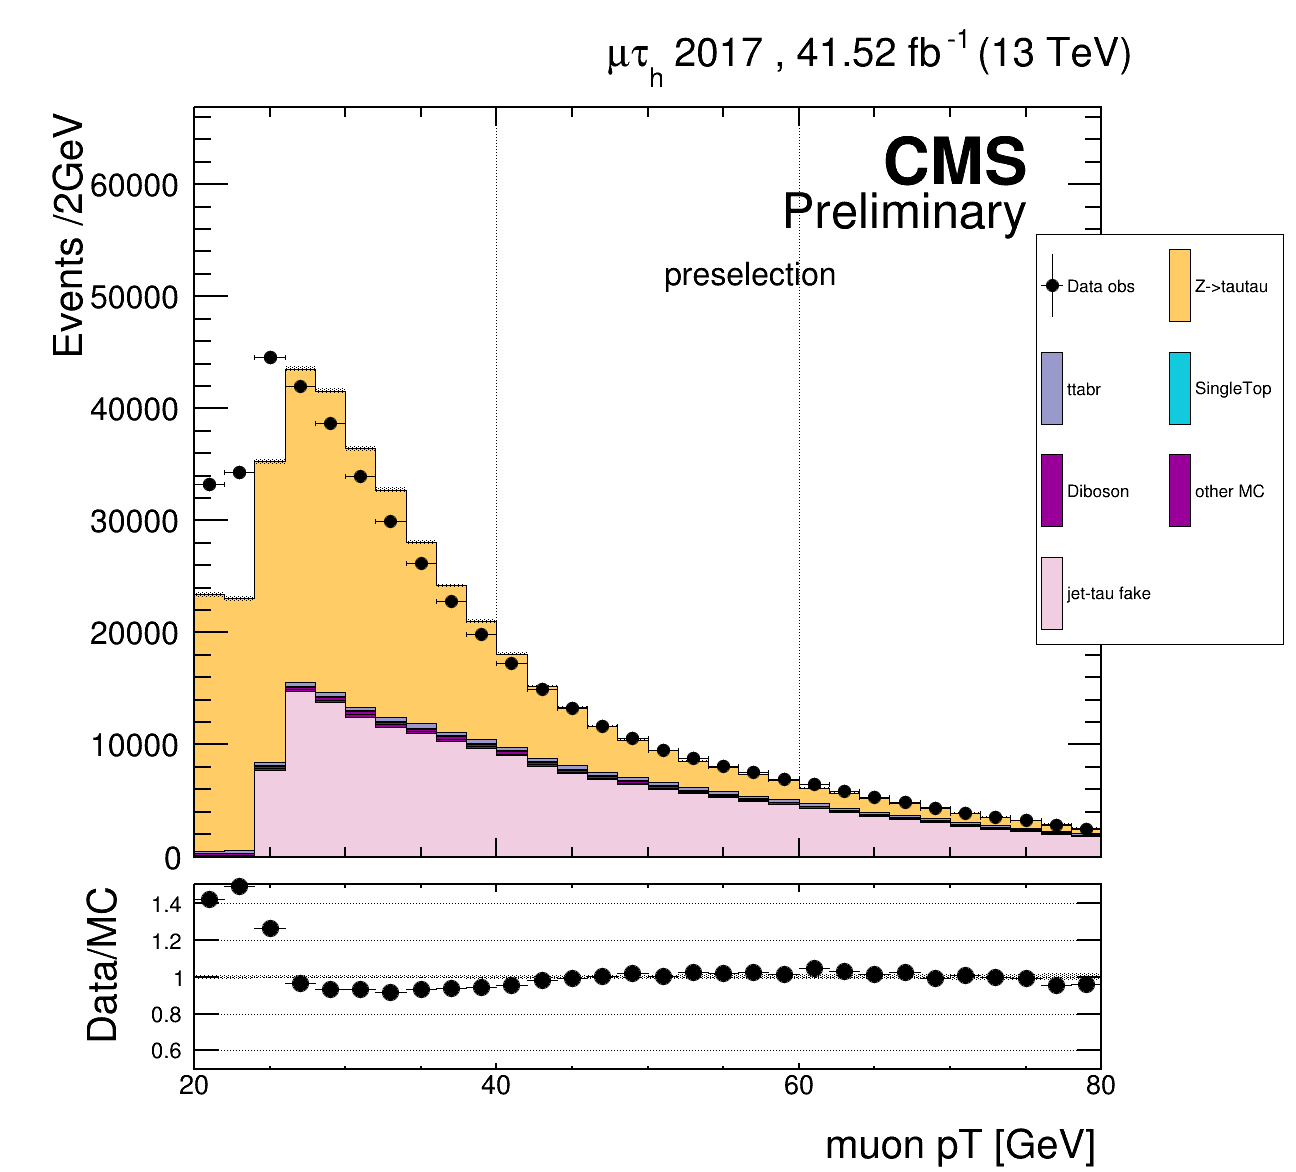 μτh 2017 , 41.52 fb-1 (13 TeV)
Events /2GeV
CMS
Preliminary
preselection
60000
50000
40000
30000
20000
10000
0
Data obs
Z->tautau
ttabr
SingleTop
Diboson
other MC
jet-tau fake
Data/MC
1.4
1.2
1
0.8
0.6
20
40
60
80
muon pT [GeV]